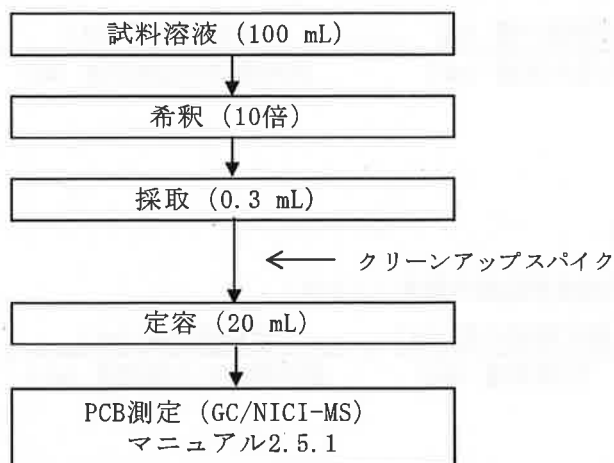 試料溶液 (100 mL)
希釈 (10倍)
採取 (0.3 mL)
クリーンアップスパイク
定容 (20 mL)
PCB測定 (GC/NICI-MS)
マニュアル2.5.1